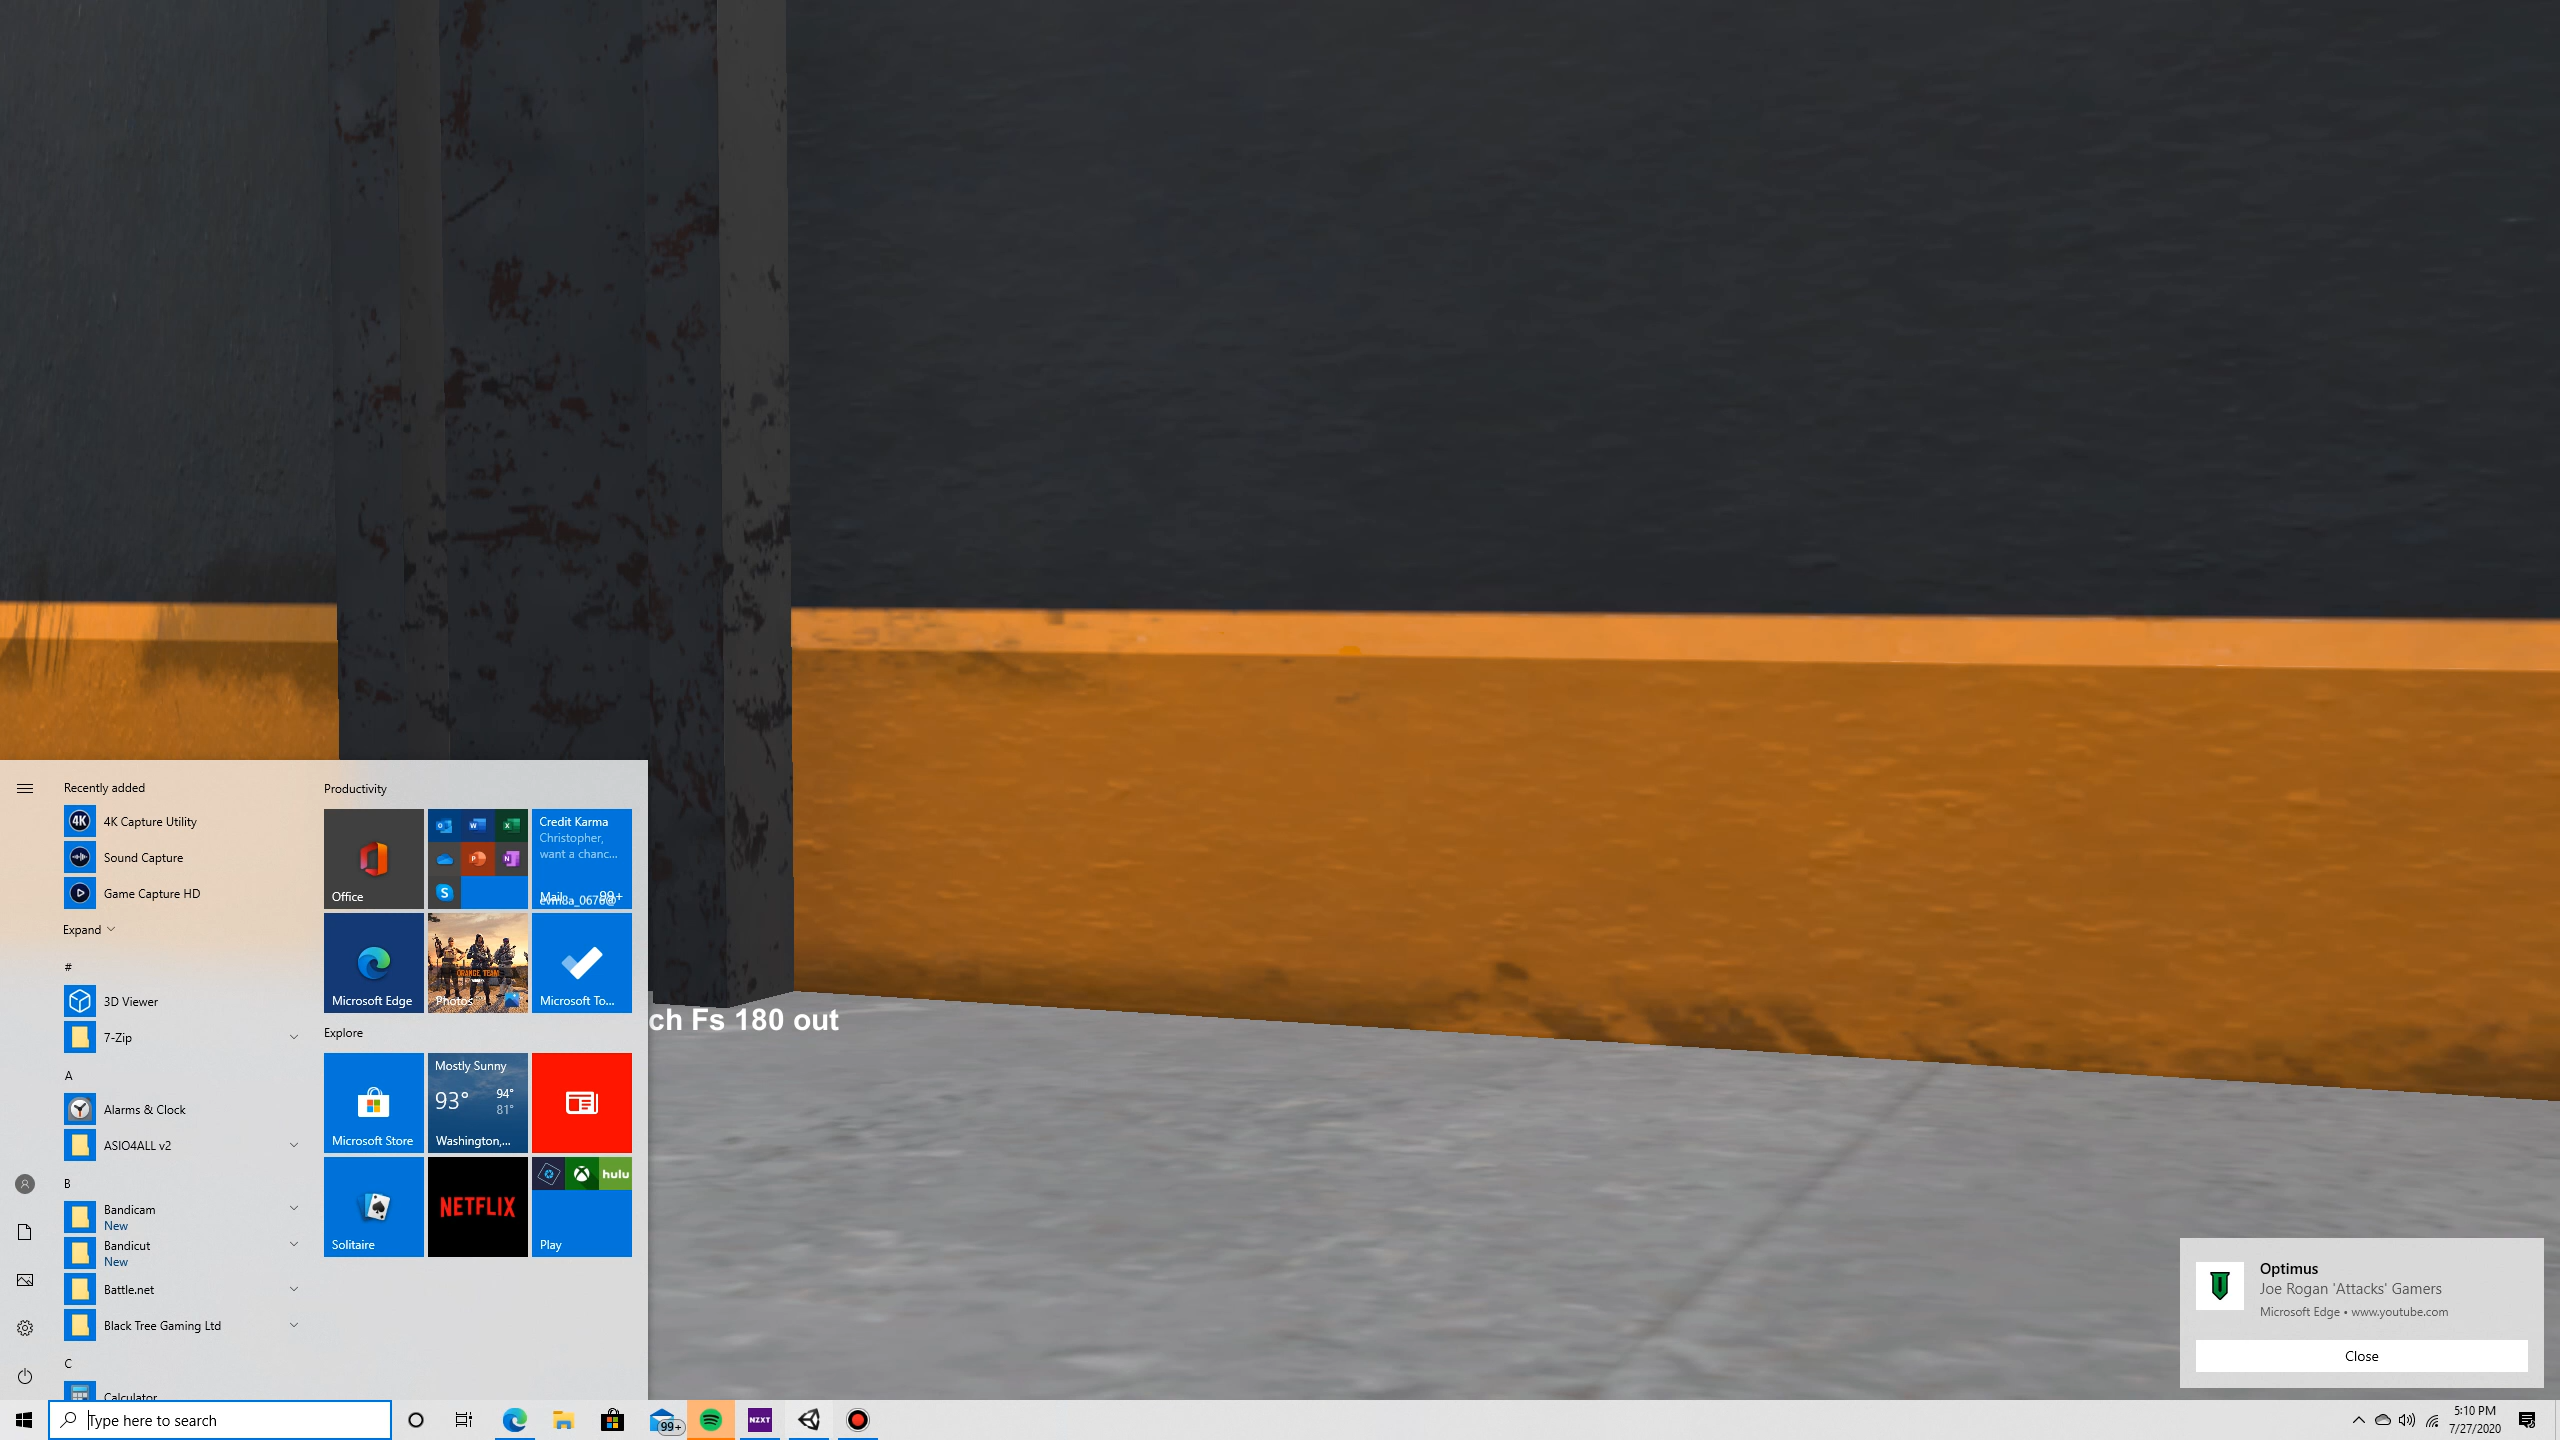 Recently added
4K Capture Utility
Sound Capture
Game Capture HD
Expand
#
3D Viewer
7-Zip
A
Alarms & Clock
ASIO4ALL v2
B
Bandicam
New
Bandicut
New
Battle.net
Black Tree Gaming Ltd
C
Calculator
Productivity
Office
Credit Karma
Christopher,
want a chanc...
Mail 99+
Microsoft Edge
ORANGE TEAM
Photos
Microsoft To...
Explore
Microsoft Store
Mostly Sunny
93° 94°
81°
Washington,...
Solitaire
NETFLIX
hulu
Play
ch Fs 180 out
Optimus
Joe Rogan 'Attacks' Gamers
Microsoft Edge • www.youtube.com
Close
Type here to search
99+
NZXT
5:10 PM
7/27/2020